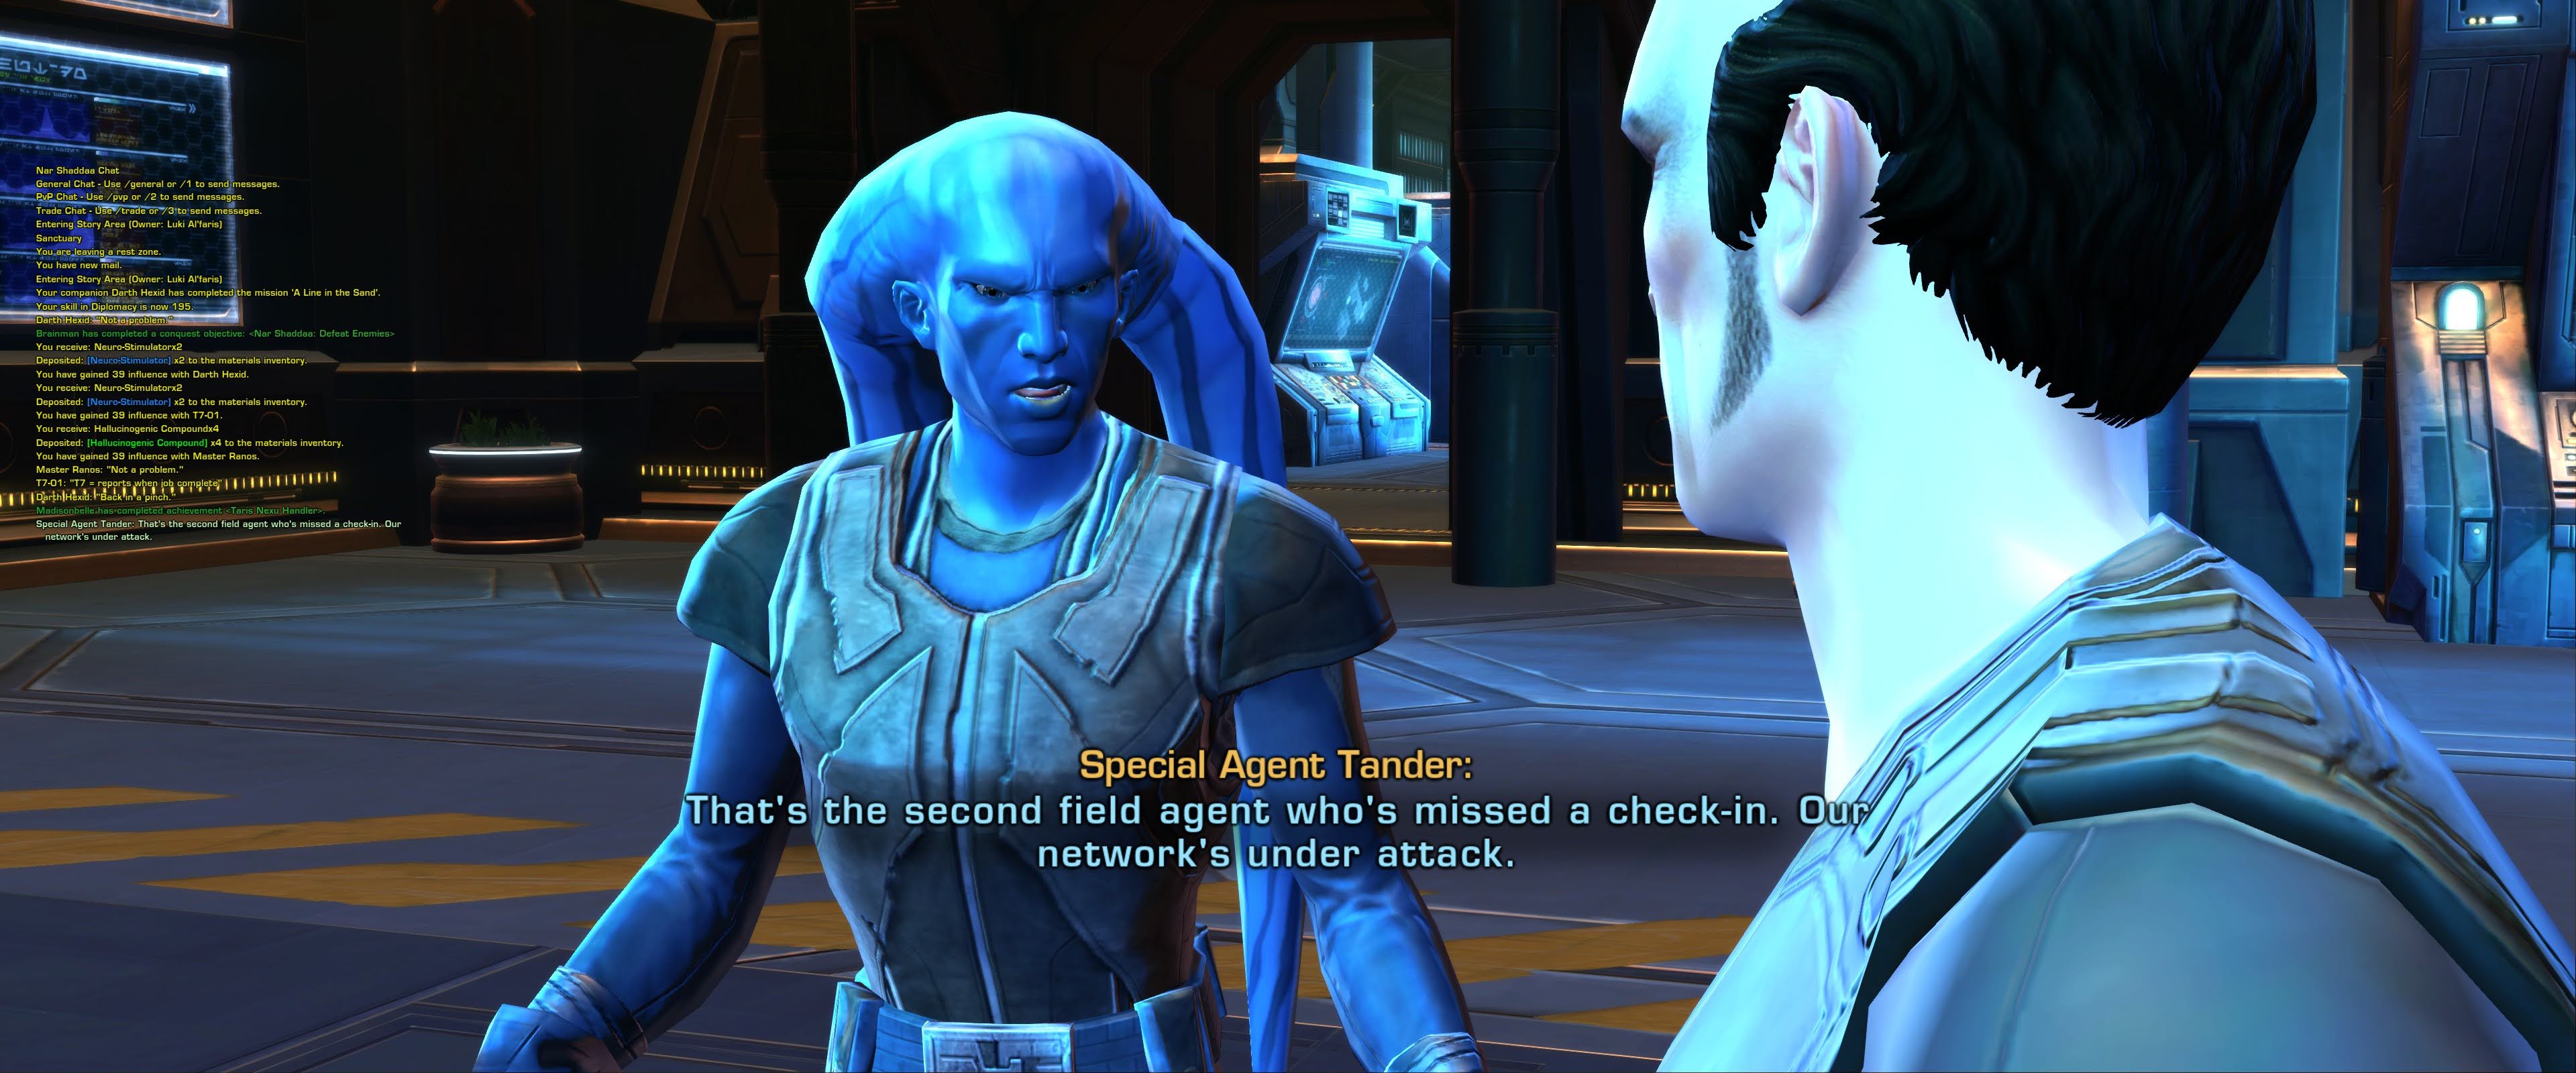 Nar Shaddaa Chat
General Chat - Use /general or /1 to send messages.
PvP Chat - Use /pvp or /2 to send messages.
Trade Chat - Use /trade or /3 to send messages.
Entering Story Area (Owner: Luki Al'faris)
Sanctuary
You are leaving a rest zone.
You have new mail.
Entering Story Area (Owner: Luki Al'faris)
Your companion Darth Hexid has completed the mission 'A Line in the Sand'.
Your skill in Diplomacy is now 195.
Darth Hexid: "Not a problem."
Brainman has completed a conquest objective: <Nar Shaddaa: Defeat Enemies>
You receive: Neuro-Stimulatorx2
Deposited: [Neuro-Stimulator] x2 to the materials inventory.
You have gained 39 influence with Darth Hexid.
You receive: Neuro-Stimulatorx2
Deposited: [Neuro-Stimulator] x2 to the materials inventory.
You have gained 39 influence with T7-01.
You receive: Hallucinogenic Compoundx4
Deposited: [Hallucinogenic Compound] x4 to the materials inventory.
You have gained 39 influence with Master Ranos.
Master Ranos: "Not a problem."
T7-01: "T7 = reports when job complete"
Darth Hexid: "Back in a pinch."
Madisonbelle has completed achievement <Taris Nexu Handler>.
Special Agent Tander: That's the second field agent who's missed a check-in. Our
network's under attack.
Special Agent Tander:
That's the second field agent who's missed a check-in. Our
network's under attack.